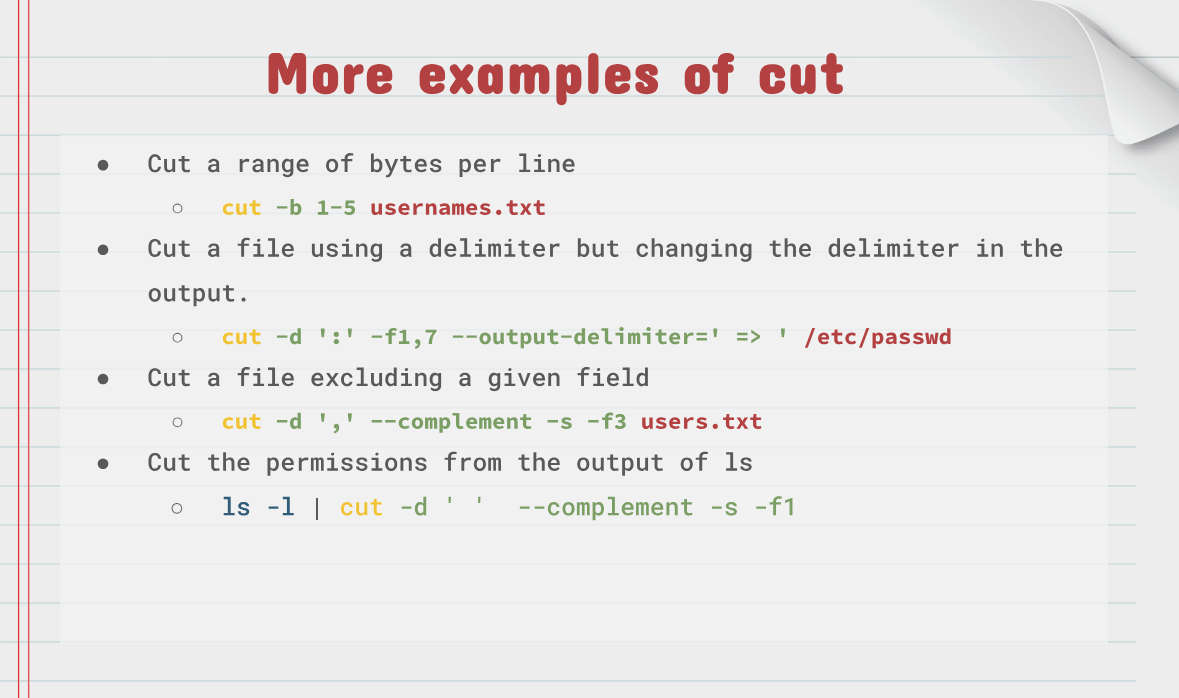 More examples of cut
● Cut a range of bytes per line
○ cut -b 1-5 usernames.txt
● Cut a file using a delimiter but changing the delimiter in the
output.
○ cut -d ':' -f1,7 --output-delimiter=' => ' /etc/passwd
● Cut a file excluding a given field
○ cut -d ',' --complement -s -f3 users.txt
● Cut the permissions from the output of ls
○ ls -l | cut -d ' '  --complement -s -f1